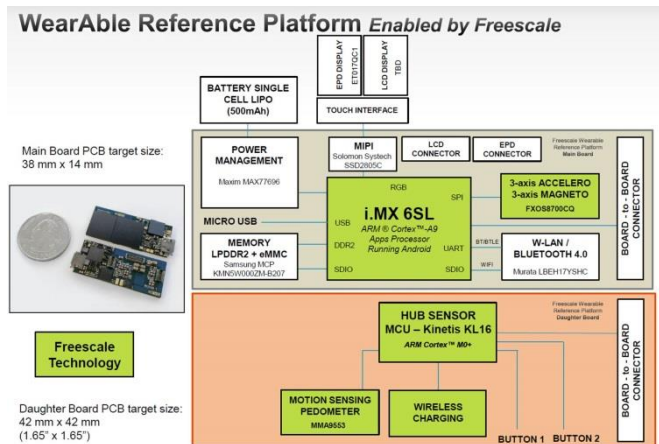 WearAble Reference Platform Enabled by Freescale
EPD DISPLAY
ET017QC1
LCD DISPLAY
TBD
BATTERY SINGLE
CELL LIPO
(500mAh)
TOUCH INTERFACE
Main Board PCB target size:
38 mm x 14 mm
POWER
MANAGEMENT
Maxim MAX77696
MIPI
Solomon Systech
SSD2805C
LCD
CONNECTOR
EPD
CONNECTOR
Freescale Wearable
Reference Platform
Main Board
BOARD - to - BOARD
CONNECTOR
RGB
SPI
3-axis ACCELERO
3-axis MAGNETO
FXOS8700CQ
i.MX 6SL
ARM ® Cortex™-A9
Apps Processor
Running Android
MICRO USB
USB
DDR2
SDIO
UART
SDIO
MEMORY
LPDDR2 + eMMC
Samsung MCP
KMN5W000ZM-B207
BT/BTLE
WIFI
W-LAN /
BLUETOOTH 4.0
Murata LBEH17YSHC
Freescale
Technology
HUB SENSOR
MCU – Kinetis KL16
ARM Cortex™ M0+
Freescale Wearable
Reference Platform
Daughter Board
BOARD - to - BOARD
CONNECTOR
MOTION SENSING
PEDOMETER
MMA9553
WIRELESS
CHARGING
BUTTON 1
BUTTON 2
Daughter Board PCB target size:
42 mm x 42 mm
(1.65" x 1.65")